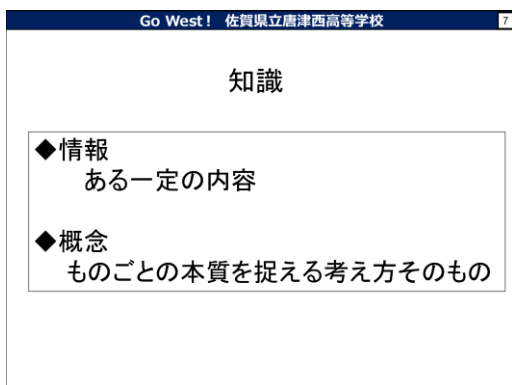 Go West！ 佐賀県立唐津西高等学校
7
知識
◆情報
ある一定の内容
◆概念
ものごとの本質を捉える考え方そのもの